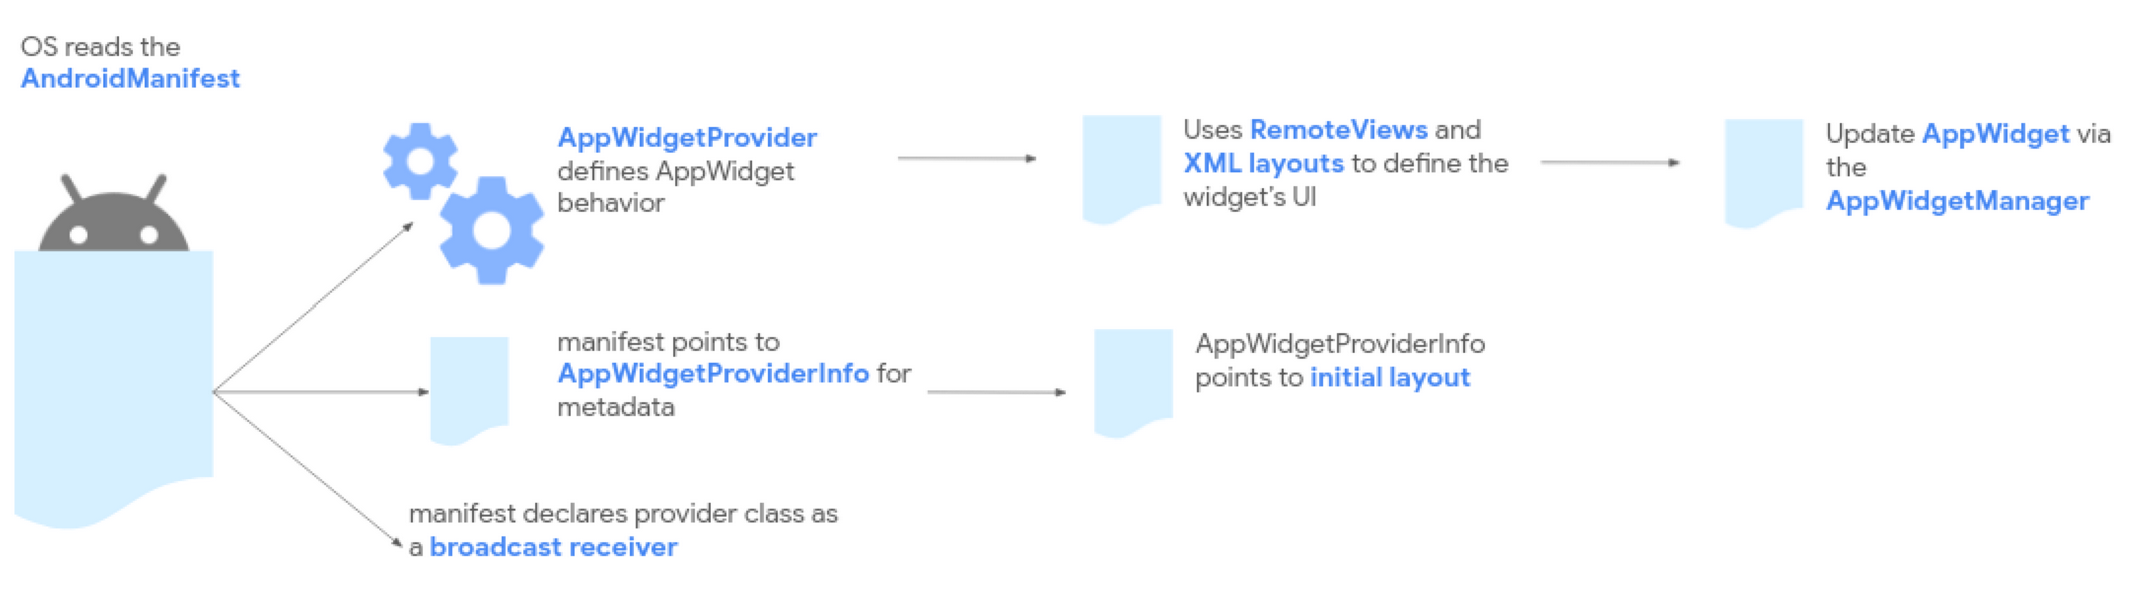 OS reads the
AndroidManifest
AppWidgetProvider
defines AppWidget
behavior
Uses RemoteViews and
XML layouts to define the
widget's UI
Update AppWidget via
the
AppWidgetManager
manifest points to
AppWidgetProviderInfo for
metadata
AppWidgetProviderInfo
points to initial layout
manifest declares provider class as
a broadcast receiver